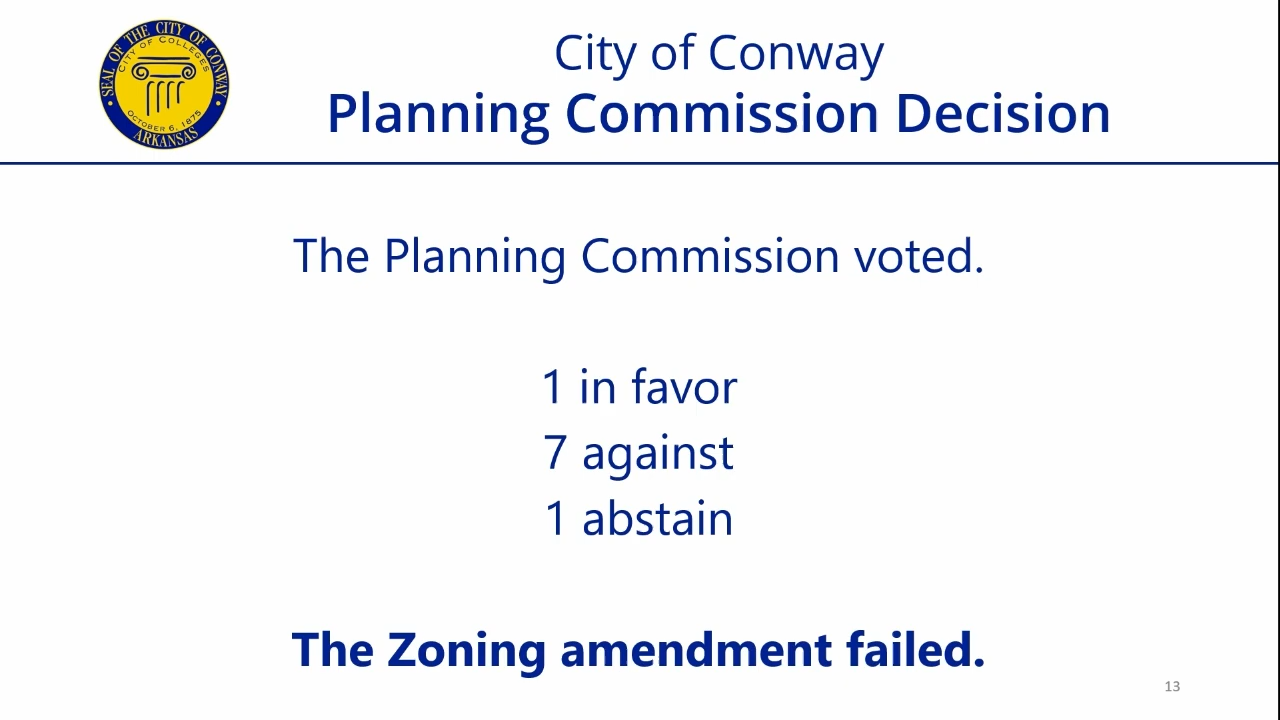 SEAL OF THE CITY OF CONWAY
CITY OF COLLEGES
OCTOBER 6, 1875
ARKANSAS
City of Conway
Planning Commission Decision
The Planning Commission voted.
1 in favor
7 against
1 abstain
The Zoning amendment failed.
13